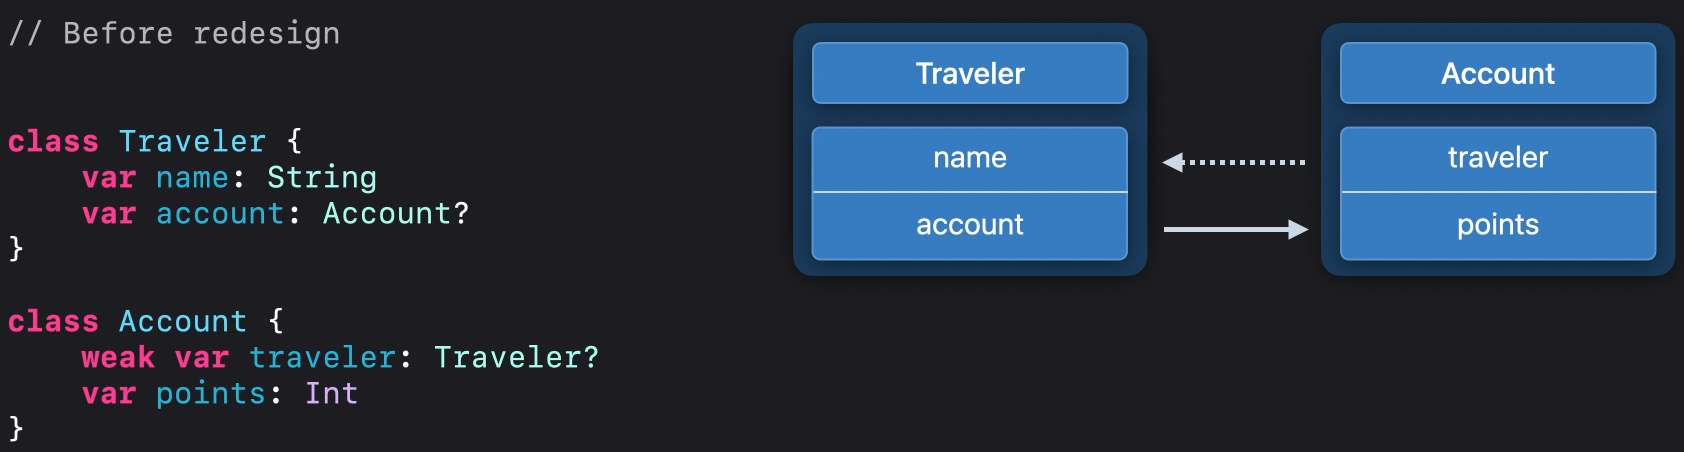 // Before redesign
class Traveler {
    var name: String
    var account: Account?
}
class Account {
    weak var traveler: Traveler?
    var points: Int
}
Traveler
name
account
Account
traveler
points